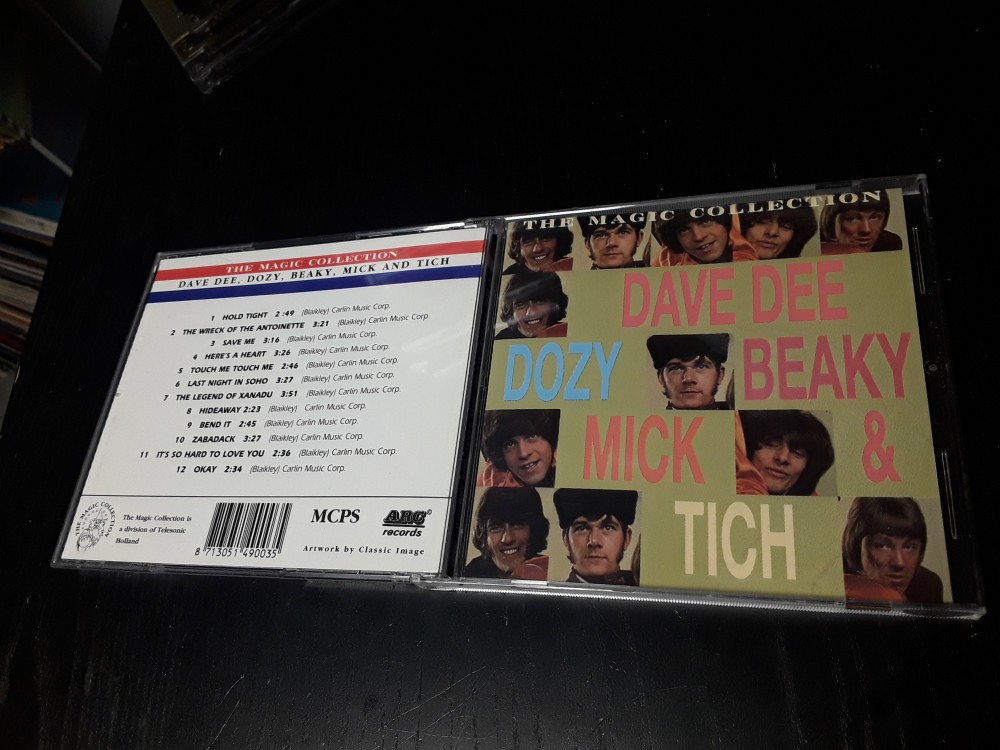 THE MAGIC COLLECTION
DAVE DEE, DOZY, BEAKY, MICK AND TICH
1 HOLD TIGHT 2 :49 (Blaikley) Carlin Music Corp.
2 THE WRECK OF THE ANTOINETTE 3:21 (Blaikley) Carlin Music Corp.
3 SAVE ME 3:16 (Blaikley) Carlin Music Corp.
4 HERE'S A HEART 3:26 (Blaikley) Carlin Music Corp.
5 TOUCH ME TOUCH ME 2:46 (Blaikley) Carlin Music Corp.
6 LAST NIGHT IN SOHO 3:27 (Blaikley) Carlin Music Corp.
7 THE LEGEND OF XANADU 3:51 (Blaikley) Carlin Music Corp.
8 HIDEAWAY 2:23 (Blaikley) Carlin Music Corp.
9 BEND IT 2:45 (Blaikley) Carlin Music Corp.
10 ZABADACK 3:27 (Blaikley) Carlin Music Corp.
11 IT'S SO HARD TO LOVE YOU 2:36 (Blaikley) Carlin Music Corp.
12 OKAY 2:34 (Blaikley) Carlin Music Corp.
THE MAGIC COLLECTION
The Magic Collection is
a division of Telesonic
Holland
8 713051 490035
MCPS
ARC®
records
Artwork by Classic Image
THE MAGIC COLLECTION
DAVE DEE
DOZY BEAKY
MICK &
TICH